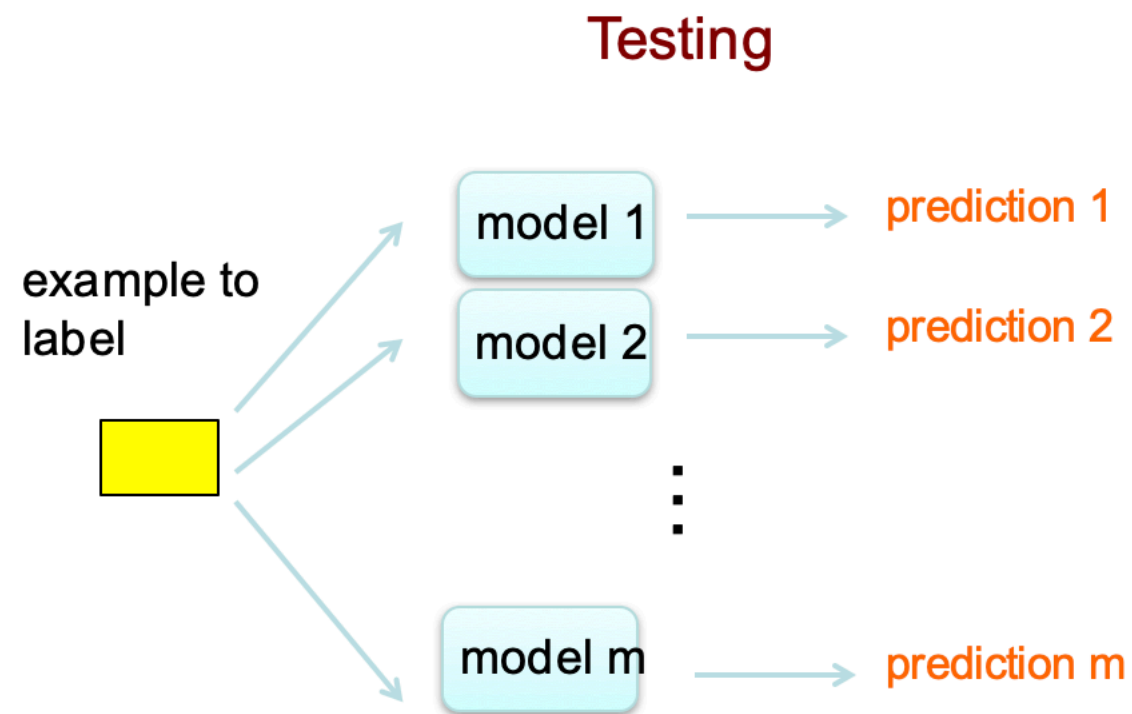 Testing
example to
label
model 1
prediction 1
model 2
prediction 2
⋮
model m
prediction m